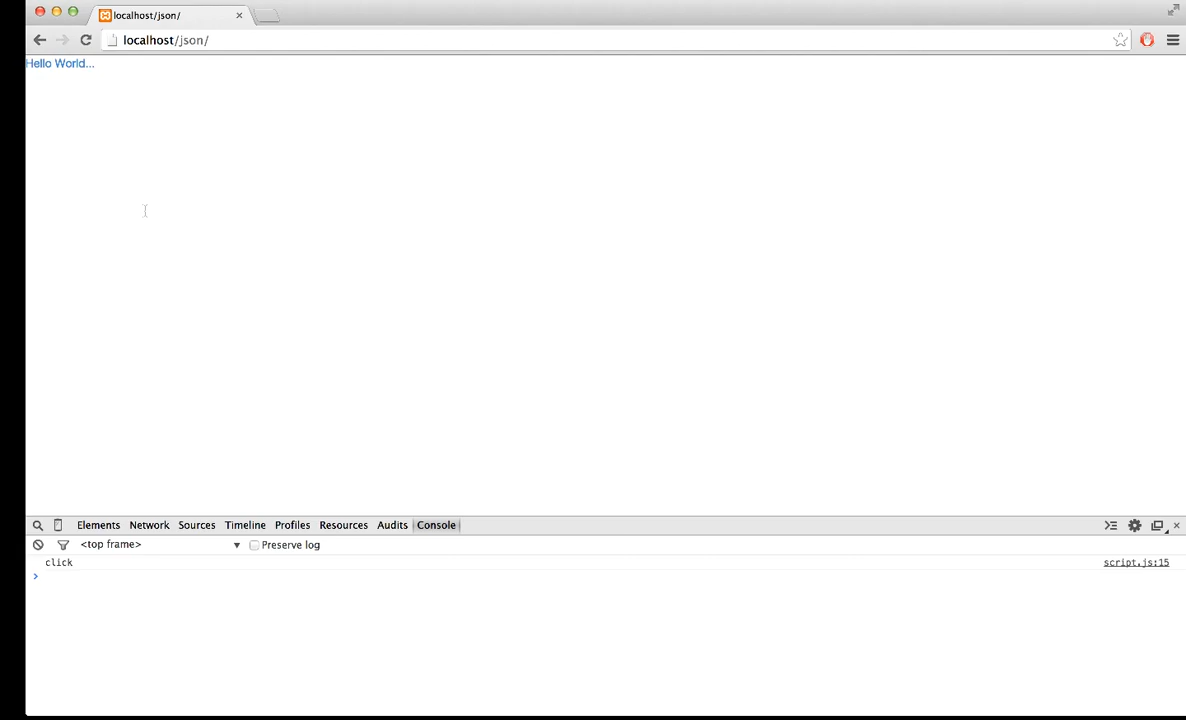 localhost/json/
localhost/json/
Hello World...
Elements Network Sources Timeline Profiles Resources Audits Console
<top frame> Preserve log
click script.js:15